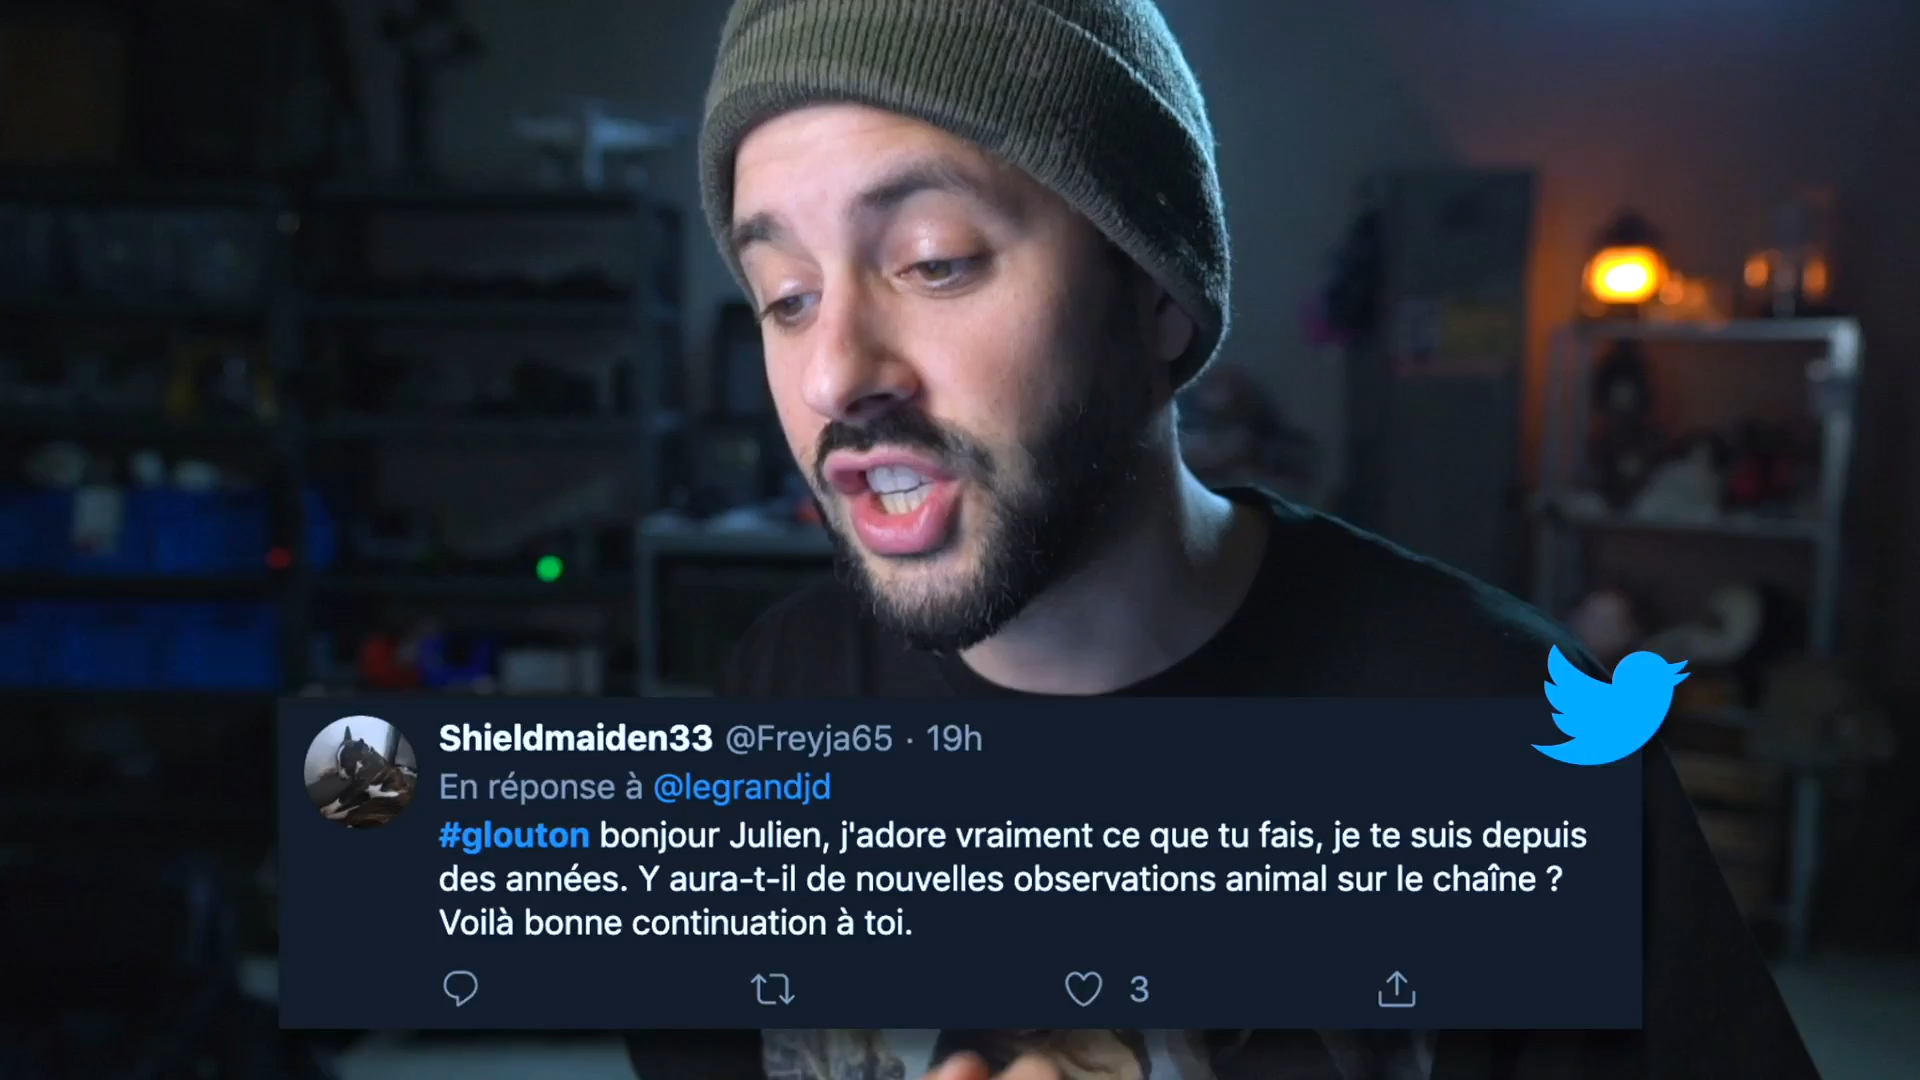 Shieldmaiden33 @Freyja65 · 19h
En réponse à @legrandjd
#glouton bonjour Julien, j'adore vraiment ce que tu fais, je te suis depuis
des années. Y aura-t-il de nouvelles observations animal sur le chaîne ?
Voilà bonne continuation à toi.
3